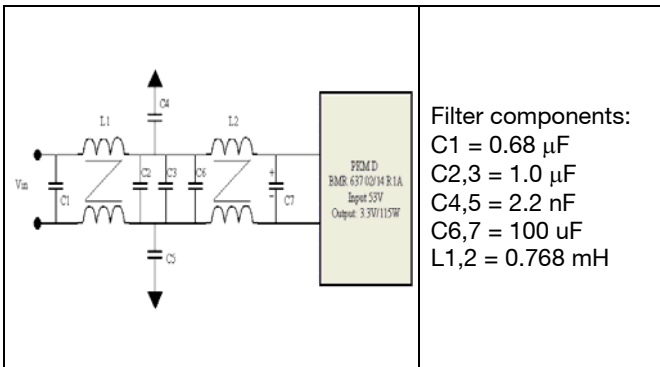 C4
L1
L2
C2
C3
C6
Vin
C1
+
-
C7
C5
PKM D
BMR 637 02/14 R1A
Input 53V
Output: 3.3V/115W
Filter components:
C1 = 0.68 μF
C2,3 = 1.0 μF
C4,5 = 2.2 nF
C6,7 = 100 uF
L1,2 = 0.768 mH